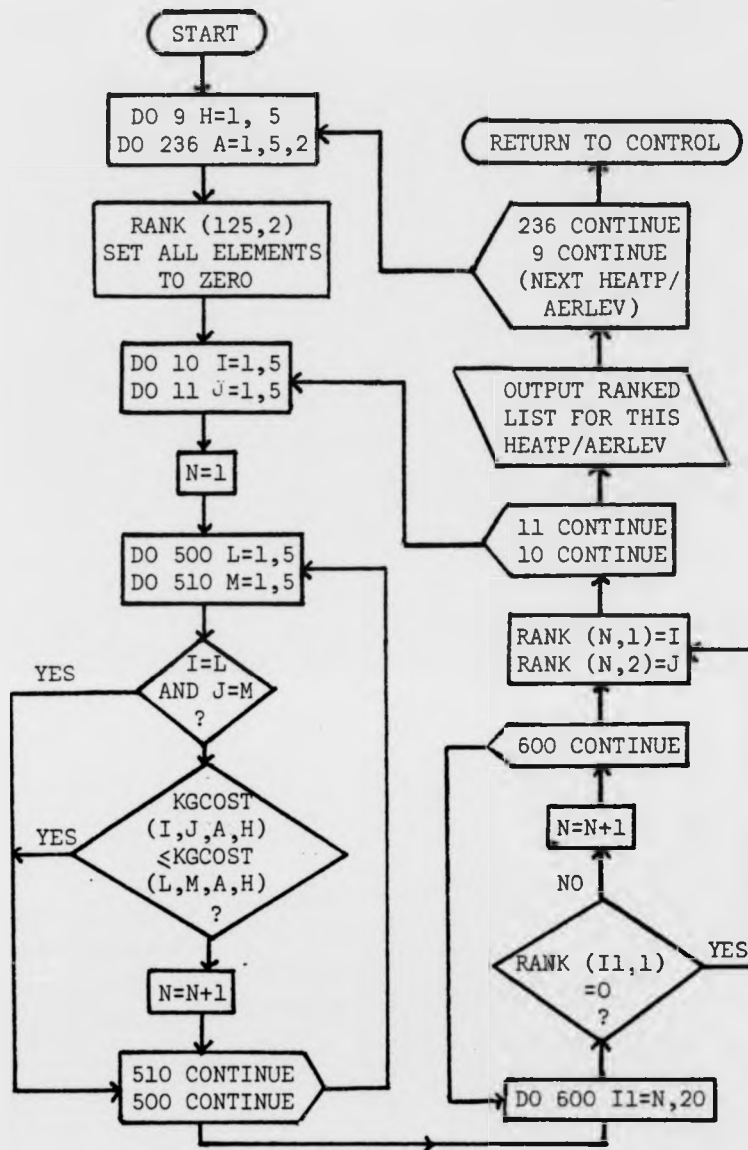 START
DO 9 H=1, 5
DO 236 A=1,5,2
RANK (125,2)
SET ALL ELEMENTS
TO ZERO
DO 10 I=1,5
DO 11 J=1,5
N=1
DO 500 L=1,5
DO 510 M=1,5
YES
I=L
AND J=M
?
YES
KGCOST
(I,J,A,H)
≤KGCOST
(L,M,A,H)
?
N=N+1
510 CONTINUE
500 CONTINUE
DO 600 I1=N,20
RANK (I1,1)
=0
?
YES
NO
N=N+1
600 CONTINUE
RANK (N,1)=I
RANK (N,2)=J
11 CONTINUE
10 CONTINUE
OUTPUT RANKED
LIST FOR THIS
HEATP/AERLEV
236 CONTINUE
9 CONTINUE
(NEXT HEATP/
AERLEV)
RETURN TO CONTROL